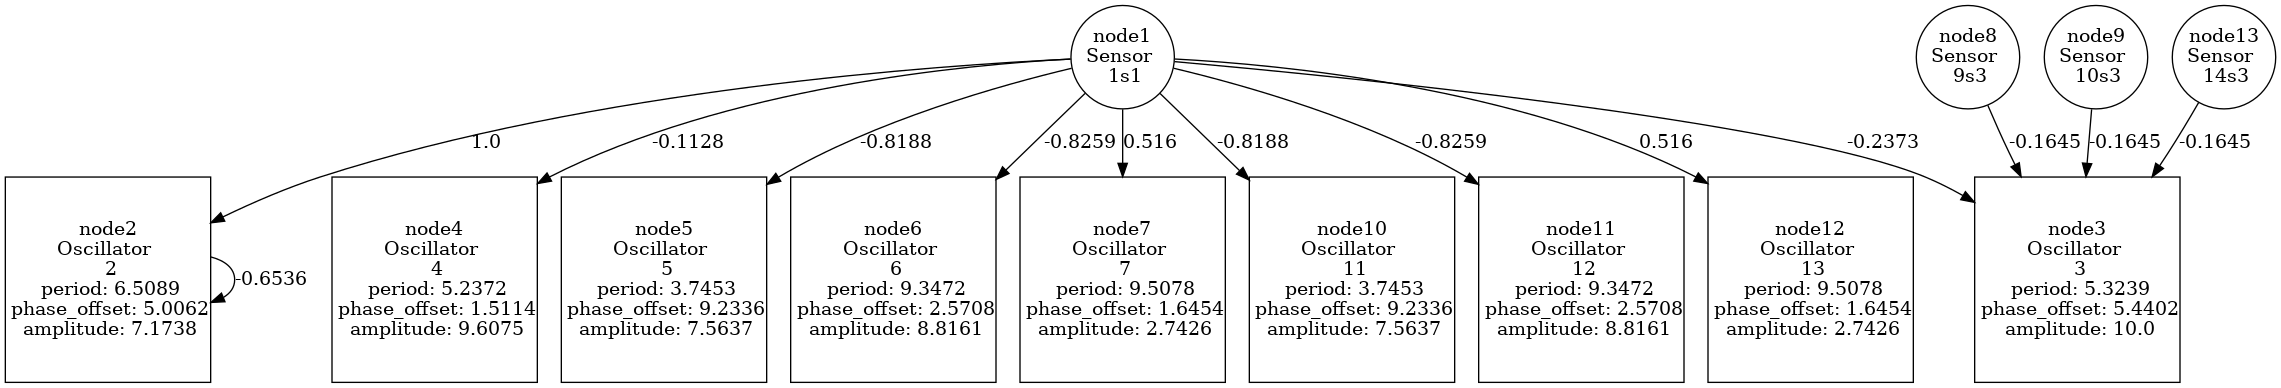 node1
Sensor
1s1
node8
Sensor
9s3
node9
Sensor
10s3
node13
Sensor
14s3
1.0
-0.1128
-0.8188
-0.8259
0.516
-0.8188
-0.8259
0.516
-0.2373
-0.1645
-0.1645
-0.1645
node2
Oscillator
2
period: 6.5089
phase_offset: 5.0062
amplitude: 7.1738
-0.6536
node4
Oscillator
4
period: 5.2372
phase_offset: 1.5114
amplitude: 9.6075
node5
Oscillator
5
period: 3.7453
phase_offset: 9.2336
amplitude: 7.5637
node6
Oscillator
6
period: 9.3472
phase_offset: 2.5708
amplitude: 8.8161
node7
Oscillator
7
period: 9.5078
phase_offset: 1.6454
amplitude: 2.7426
node10
Oscillator
11
period: 3.7453
phase_offset: 9.2336
amplitude: 7.5637
node11
Oscillator
12
period: 9.3472
phase_offset: 2.5708
amplitude: 8.8161
node12
Oscillator
13
period: 9.5078
phase_offset: 1.6454
amplitude: 2.7426
node3
Oscillator
3
period: 5.3239
phase_offset: 5.4402
amplitude: 10.0